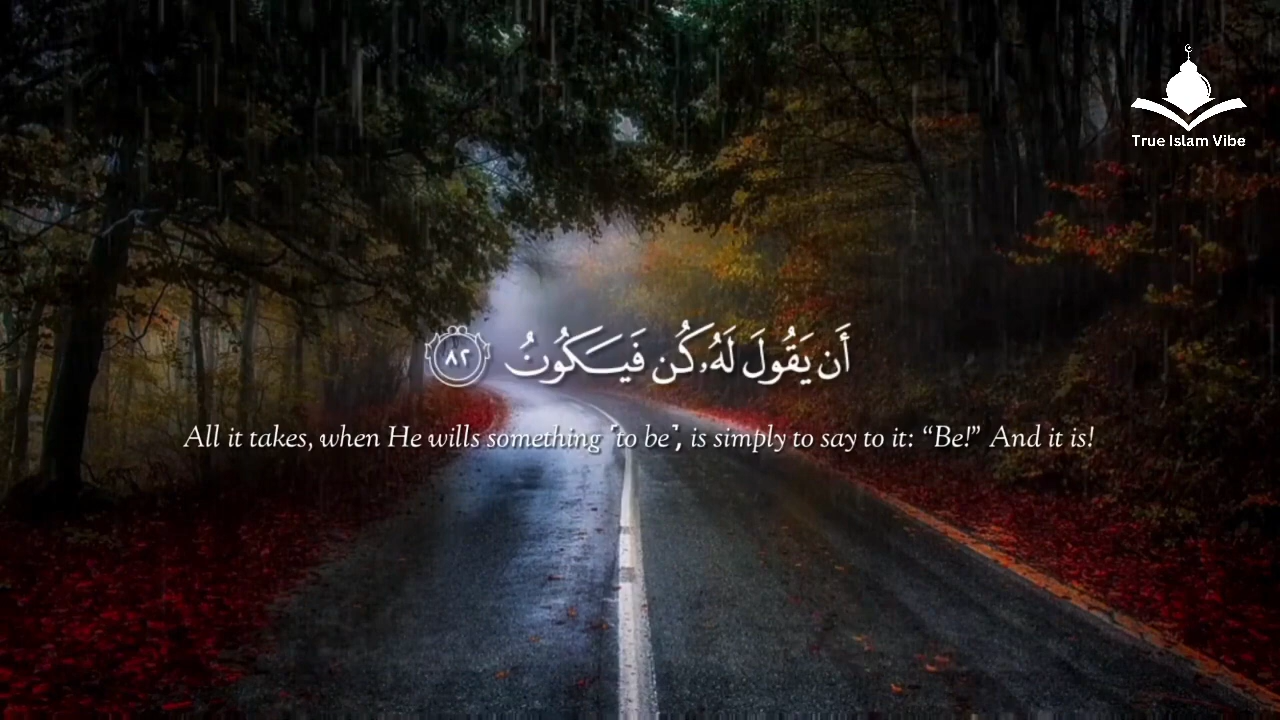 True Islam Vibe
أَن يَقُولَ لَهُۥ كُن فَيَكُونُ ٨٢
All it takes, when He wills something ˹to be˺, is simply to say to it: “Be!” And it is!